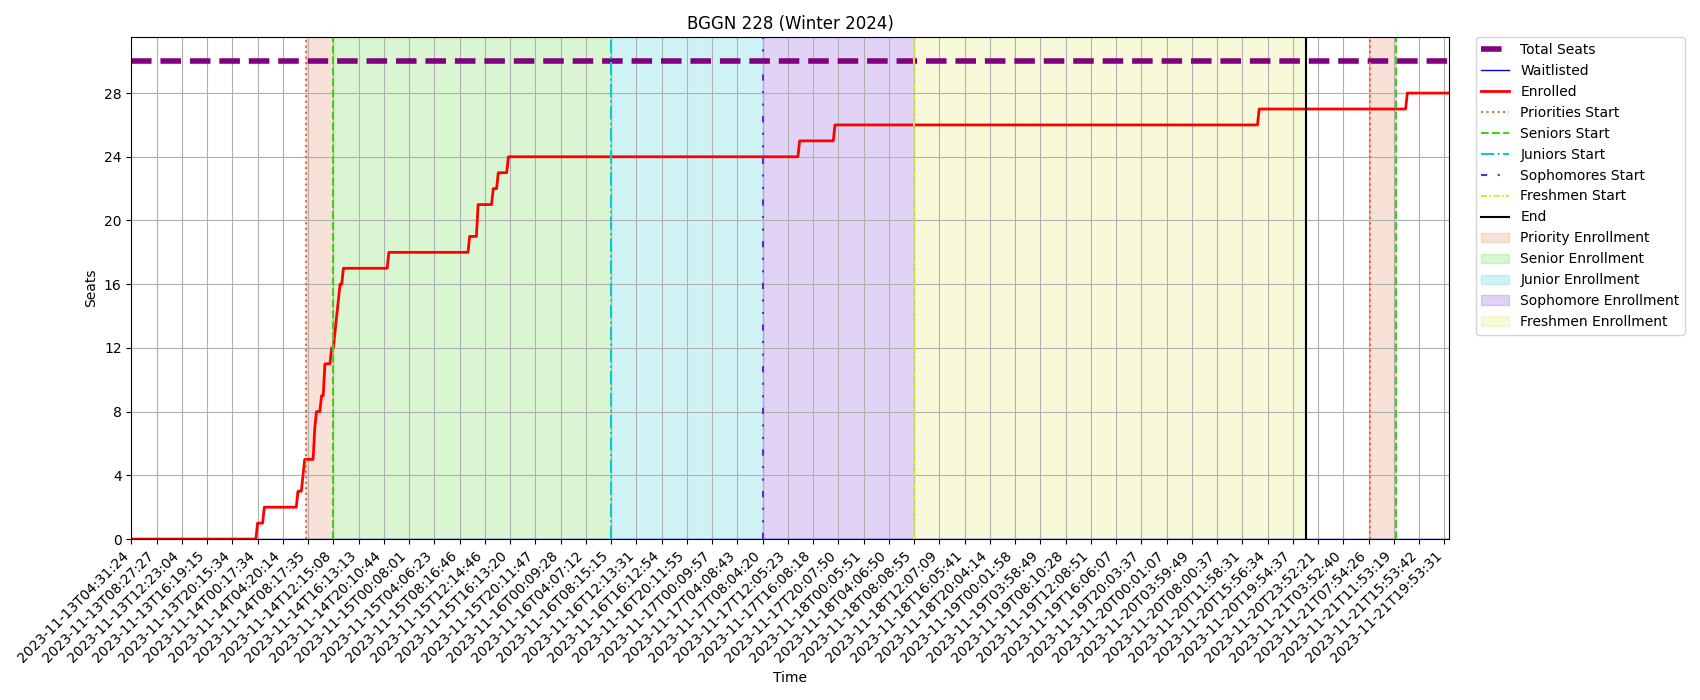 BGGN 228 (Winter 2024)
Total Seats
Waitlisted
Enrolled
Priorities Start
Seniors Start
Juniors Start
Sophomores Start
Freshmen Start
End
Priority Enrollment
Senior Enrollment
Junior Enrollment
Sophomore Enrollment
Freshmen Enrollment
Seats
28
24
20
16
12
8
4
0
2023-11-13T04:31:24
2023-11-13T08:27:27
2023-11-13T12:23:04
2023-11-13T16:19:15
2023-11-13T20:15:34
2023-11-14T00:17:34
2023-11-14T04:20:14
2023-11-14T08:17:35
2023-11-14T12:15:08
2023-11-14T16:13:13
2023-11-14T20:10:44
2023-11-15T00:08:01
2023-11-15T04:06:23
2023-11-15T08:16:46
2023-11-15T12:14:46
2023-11-15T16:13:20
2023-11-15T20:11:47
2023-11-16T00:09:28
2023-11-16T04:07:12
2023-11-16T08:15:15
2023-11-16T12:13:31
2023-11-16T16:12:54
2023-11-16T20:11:55
2023-11-17T00:09:57
2023-11-17T04:08:43
2023-11-17T08:04:20
2023-11-17T12:05:23
2023-11-17T16:08:18
2023-11-17T20:07:50
2023-11-18T00:05:51
2023-11-18T04:06:50
2023-11-18T08:08:55
2023-11-18T12:07:09
2023-11-18T16:05:41
2023-11-18T20:04:14
2023-11-19T00:01:58
2023-11-19T03:58:49
2023-11-19T08:10:28
2023-11-19T12:08:51
2023-11-19T16:06:07
2023-11-19T20:03:37
2023-11-20T00:01:07
2023-11-20T03:59:49
2023-11-20T08:00:37
2023-11-20T11:58:31
2023-11-20T15:56:34
2023-11-20T19:54:37
2023-11-20T23:52:21
2023-11-21T03:52:40
2023-11-21T07:54:26
2023-11-21T11:53:19
2023-11-21T15:53:42
2023-11-21T19:53:31
Time